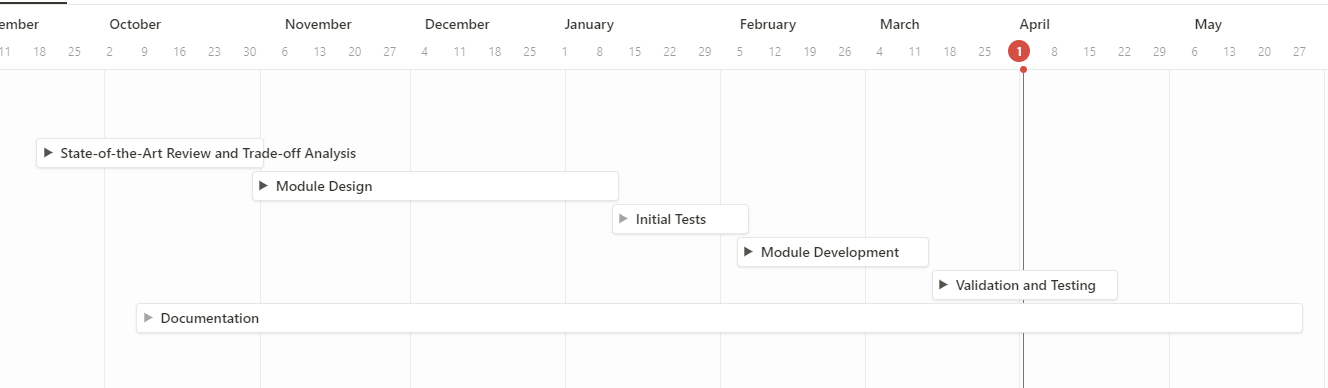 ember October November December January February March April May
11 18 25 2 9 16 23 30 6 13 20 27 4 11 18 25 1 8 15 22 29 5 12 19 26 4 11 18 25 1 8 15 22 29 6 13 20 27
State-of-the-Art Review and Trade-off Analysis
Module Design
Initial Tests
Module Development
Validation and Testing
Documentation